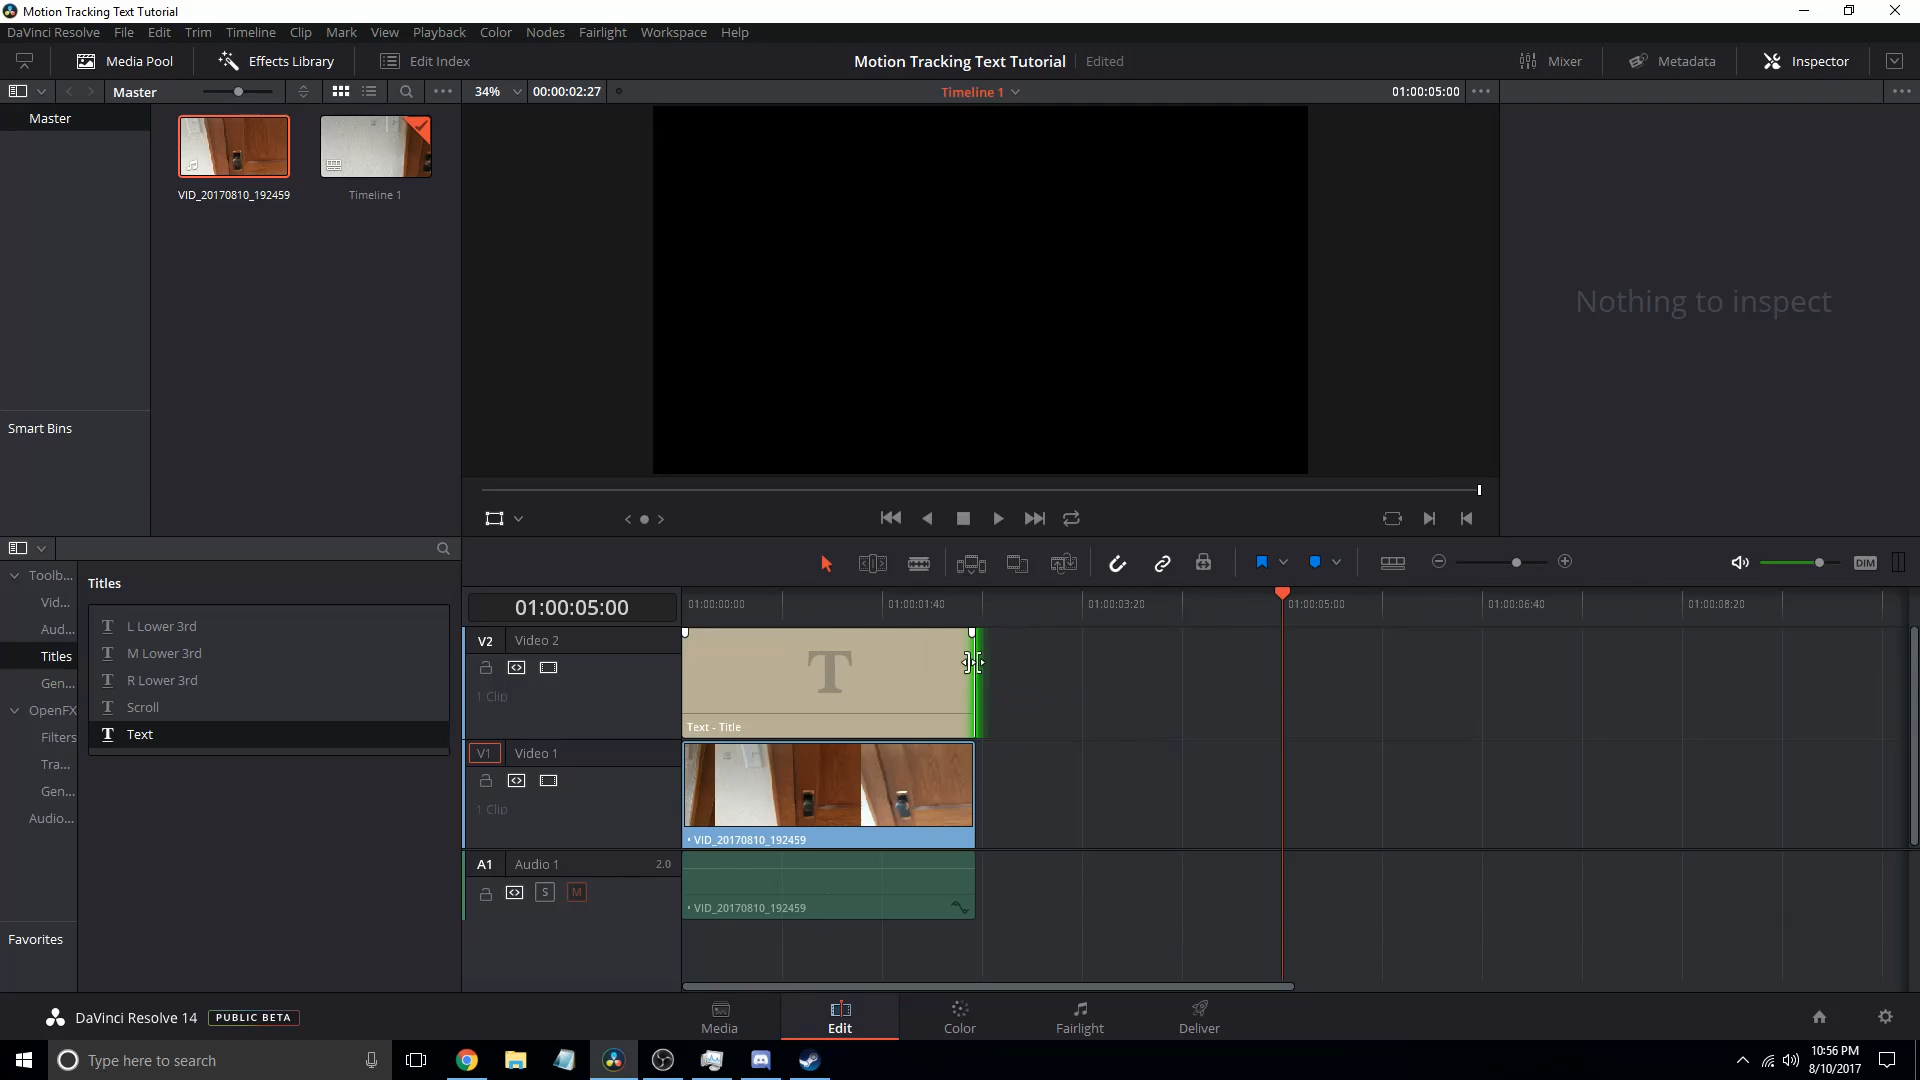 Motion Tracking Text Tutorial
DaVinci Resolve File Edit Trim Timeline Clip Mark View Playback Color Nodes Fairlight Workspace Help
Media Pool Effects Library Edit Index Motion Tracking Text Tutorial Edited Mixer Metadata Inspector
Master 34% 00:00:02:27 Timeline 1 01:00:05:00
Master
VID_20170810_192459 Timeline 1
Nothing to inspect
Smart Bins
Toolb...
Titles
Vid...
Aud...
Titles
Gen...
OpenFX
Filters
Tra...
Gen...
Audio...
L Lower 3rd
M Lower 3rd
R Lower 3rd
Scroll
Text
Favorites
DIM
01:00:05:00 01:00:00:00 01:00:01:40 01:00:03:20 01:00:05:00 01:00:06:40 01:00:08:20
V2 Video 2
1 Clip
T
Text - Title
V1 Video 1
1 Clip
• VID_20170810_192459
A1 Audio 1 2.0
S M
• VID_20170810_192459
DaVinci Resolve 14 PUBLIC BETA
Media Edit Color Fairlight Deliver
Type here to search
10:56 PM
8/10/2017